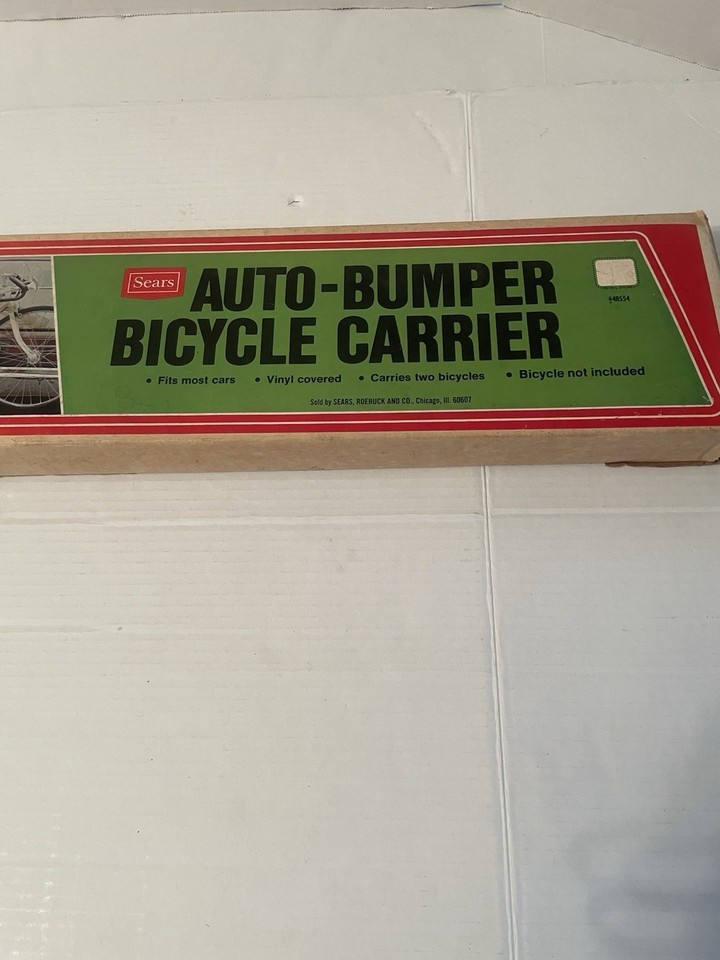 Sears
AUTO-BUMPER
BICYCLE CARRIER
• Fits most cars • Vinyl covered • Carries two bicycles • Bicycle not included
Sold by SEARS, ROEBUCK AND CO., Chicago, Ill. 60607